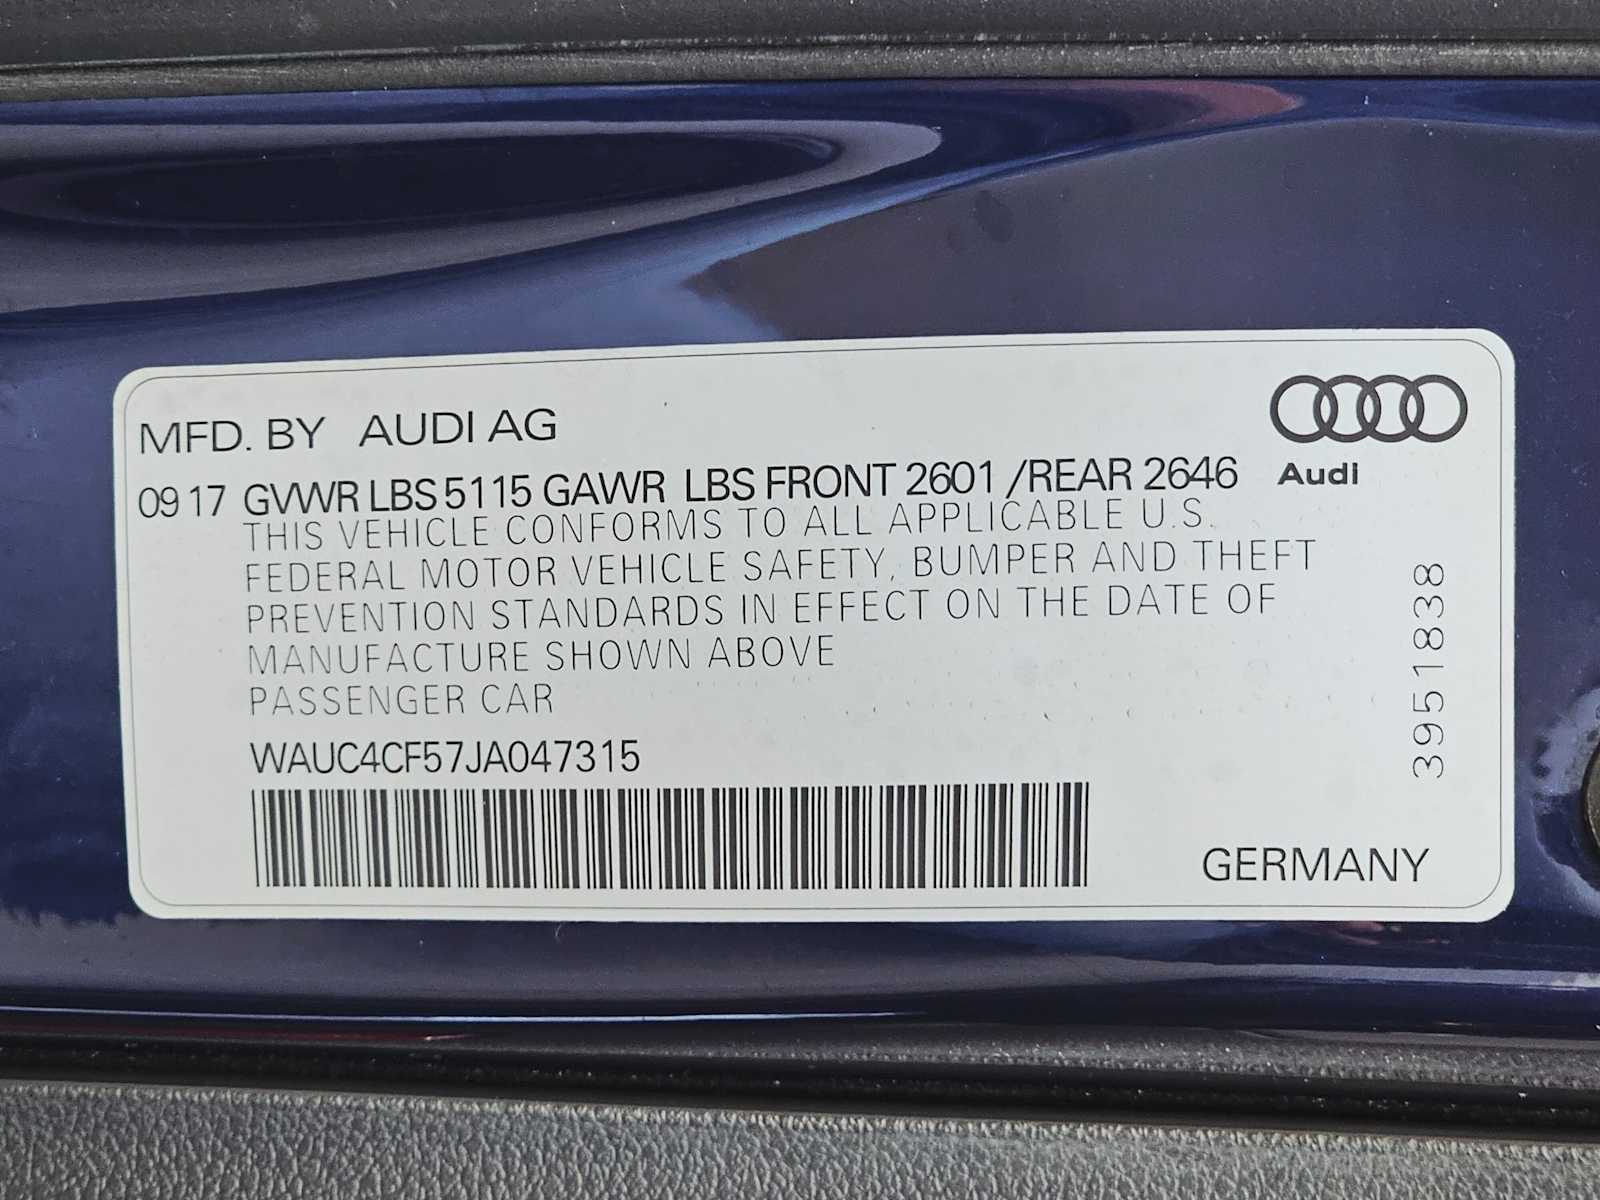 MFD. BY AUDI AG
Audi
09 17 GVWR LBS 5115 GAWR LBS FRONT 2601 /REAR 2646
THIS VEHICLE CONFORMS TO ALL APPLICABLE U.S.
FEDERAL MOTOR VEHICLE SAFETY, BUMPER AND THEFT
PREVENTION STANDARDS IN EFFECT ON THE DATE OF
MANUFACTURE SHOWN ABOVE
PASSENGER CAR
WAUC4CF57JA047315
3951838
GERMANY